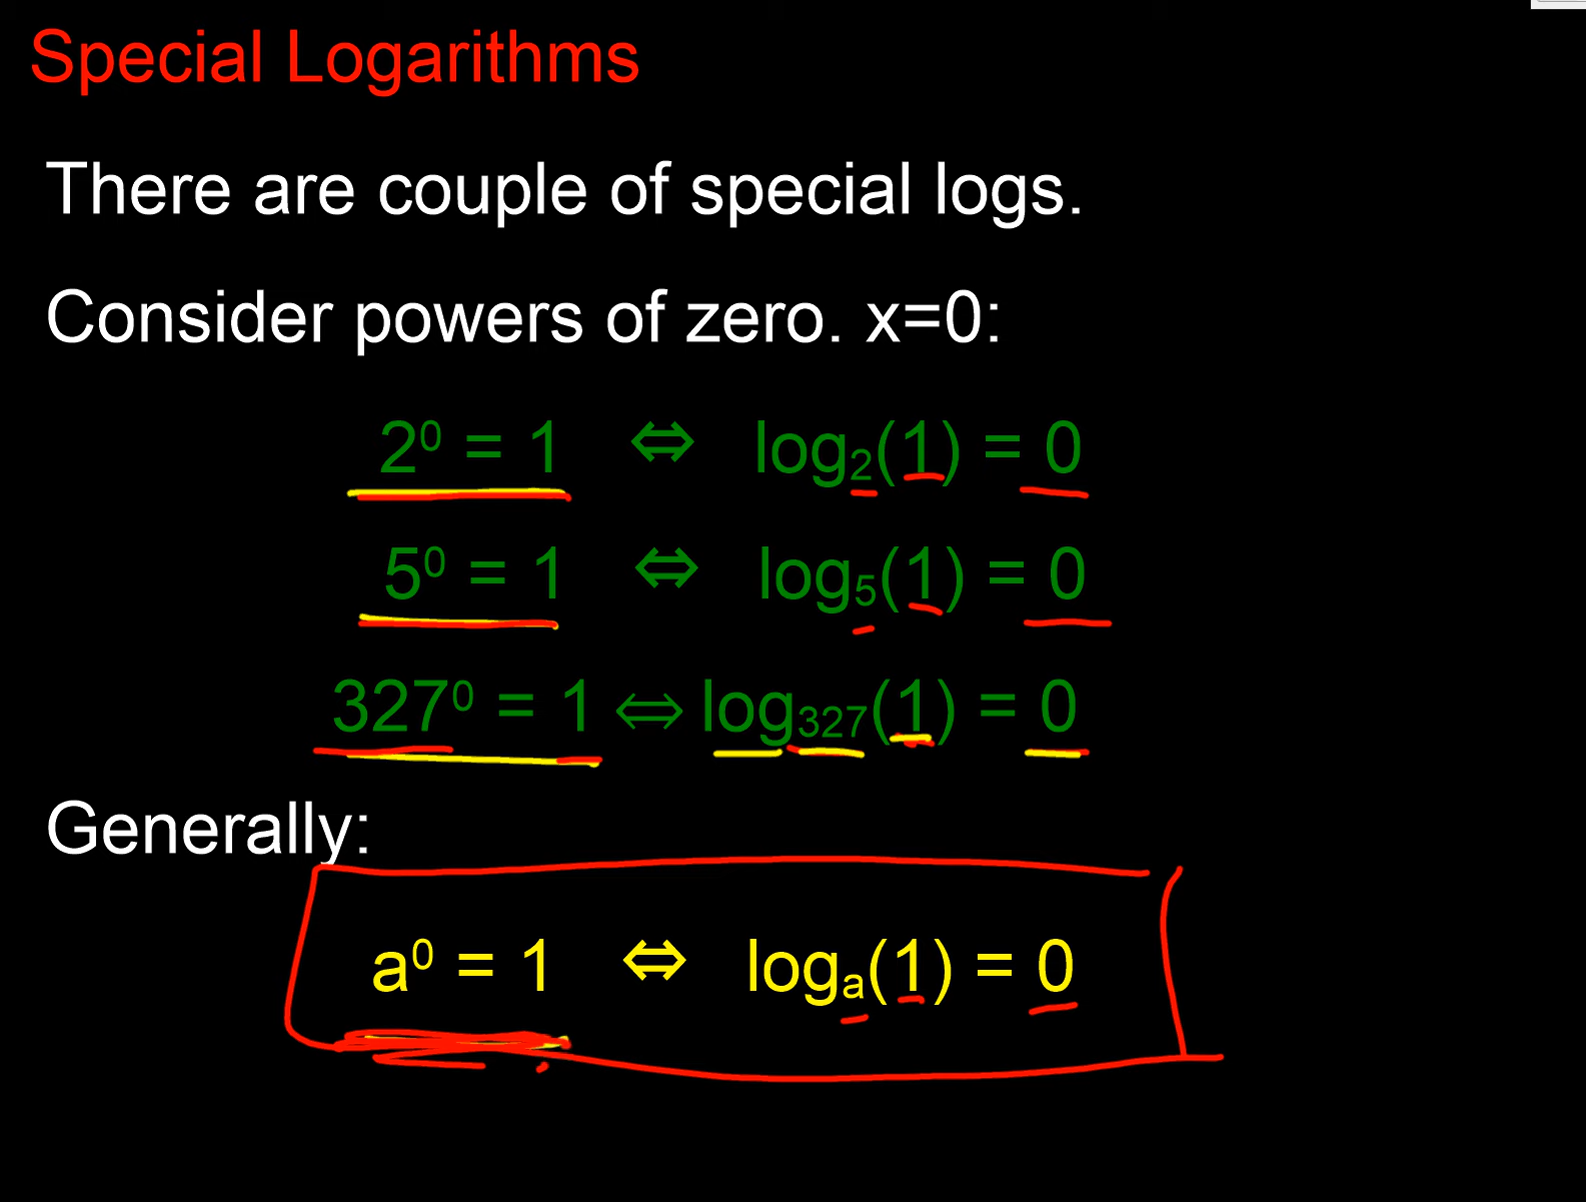 Special Logarithms
There are couple of special logs.
Consider powers of zero. x=0:
2⁰ = 1 ⇔ log₂(1) = 0
5⁰ = 1 ⇔ log₅(1) = 0
327⁰ = 1 ⇔ log₃₂₇(1) = 0
Generally:
a⁰ = 1 ⇔ logₐ(1) = 0